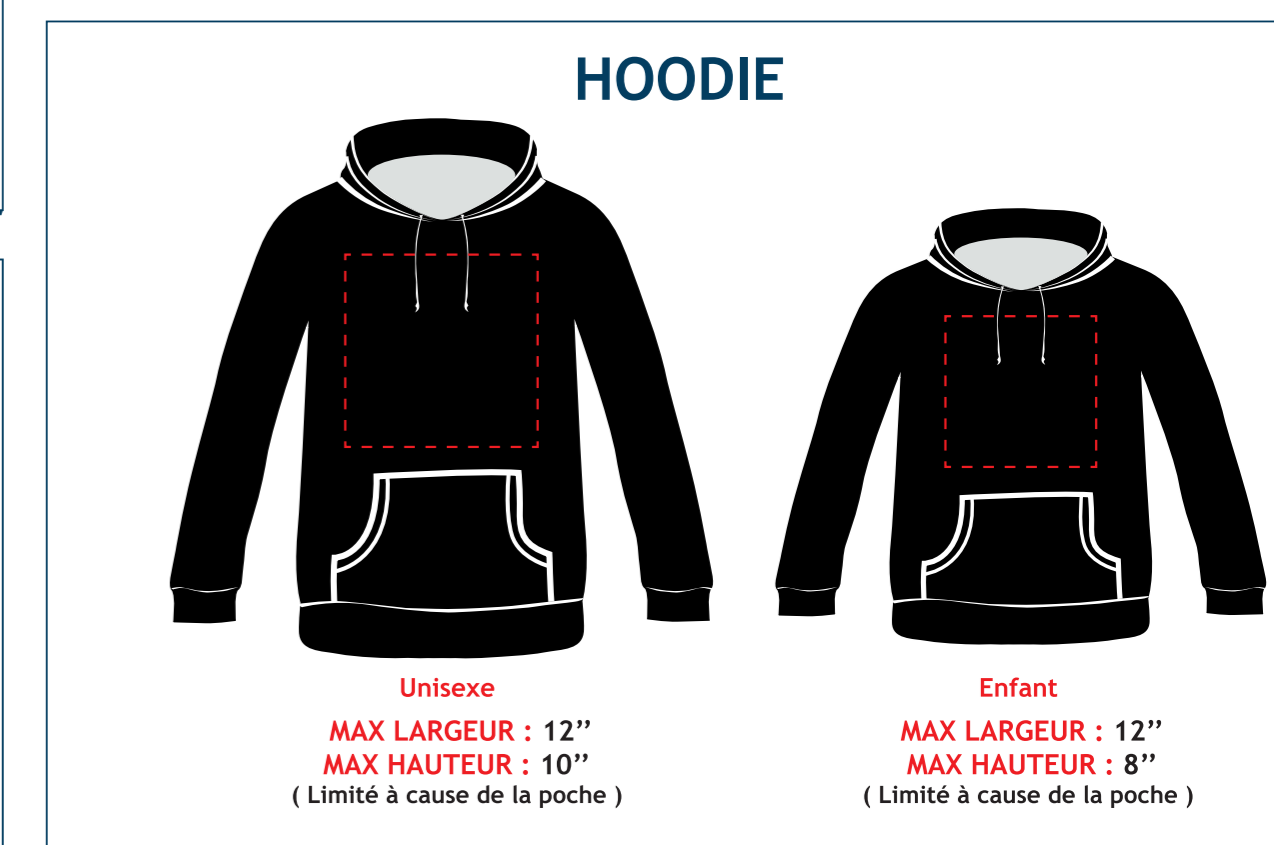 HOODIE
Unisexe
MAX LARGEUR : 12’’
MAX HAUTEUR : 10’’
( Limité à cause de la poche )
Enfant
MAX LARGEUR : 12’’
MAX HAUTEUR : 8’’
( Limité à cause de la poche )